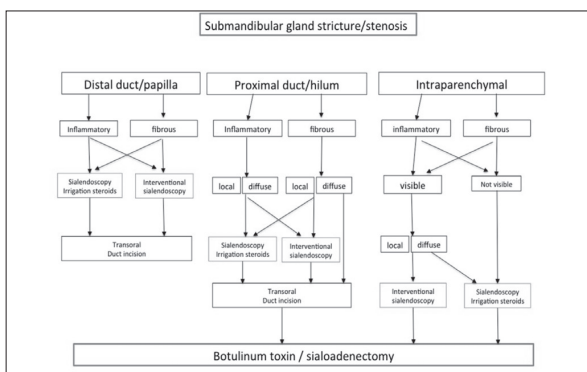 Submandibular gland stricture/stenosis
Distal duct/papilla
Proximal duct/hilum
Intraparenchymal
Inflammatory
fibrous
Inflammatory
fibrous
inflammatory
fibrous
Sialendoscopy
Irrigation steroids
Interventional
sialendoscopy
local
diffuse
local
diffuse
visible
Not visible
local
diffuse
Sialendoscopy
Irrigation steroids
Interventional
sialendoscopy
Transoral
Duct incision
Transoral
Duct incision
Interventional
sialendoscopy
Sialendoscopy
Irrigation steroids
Botulinum toxin / sialoadenectomy